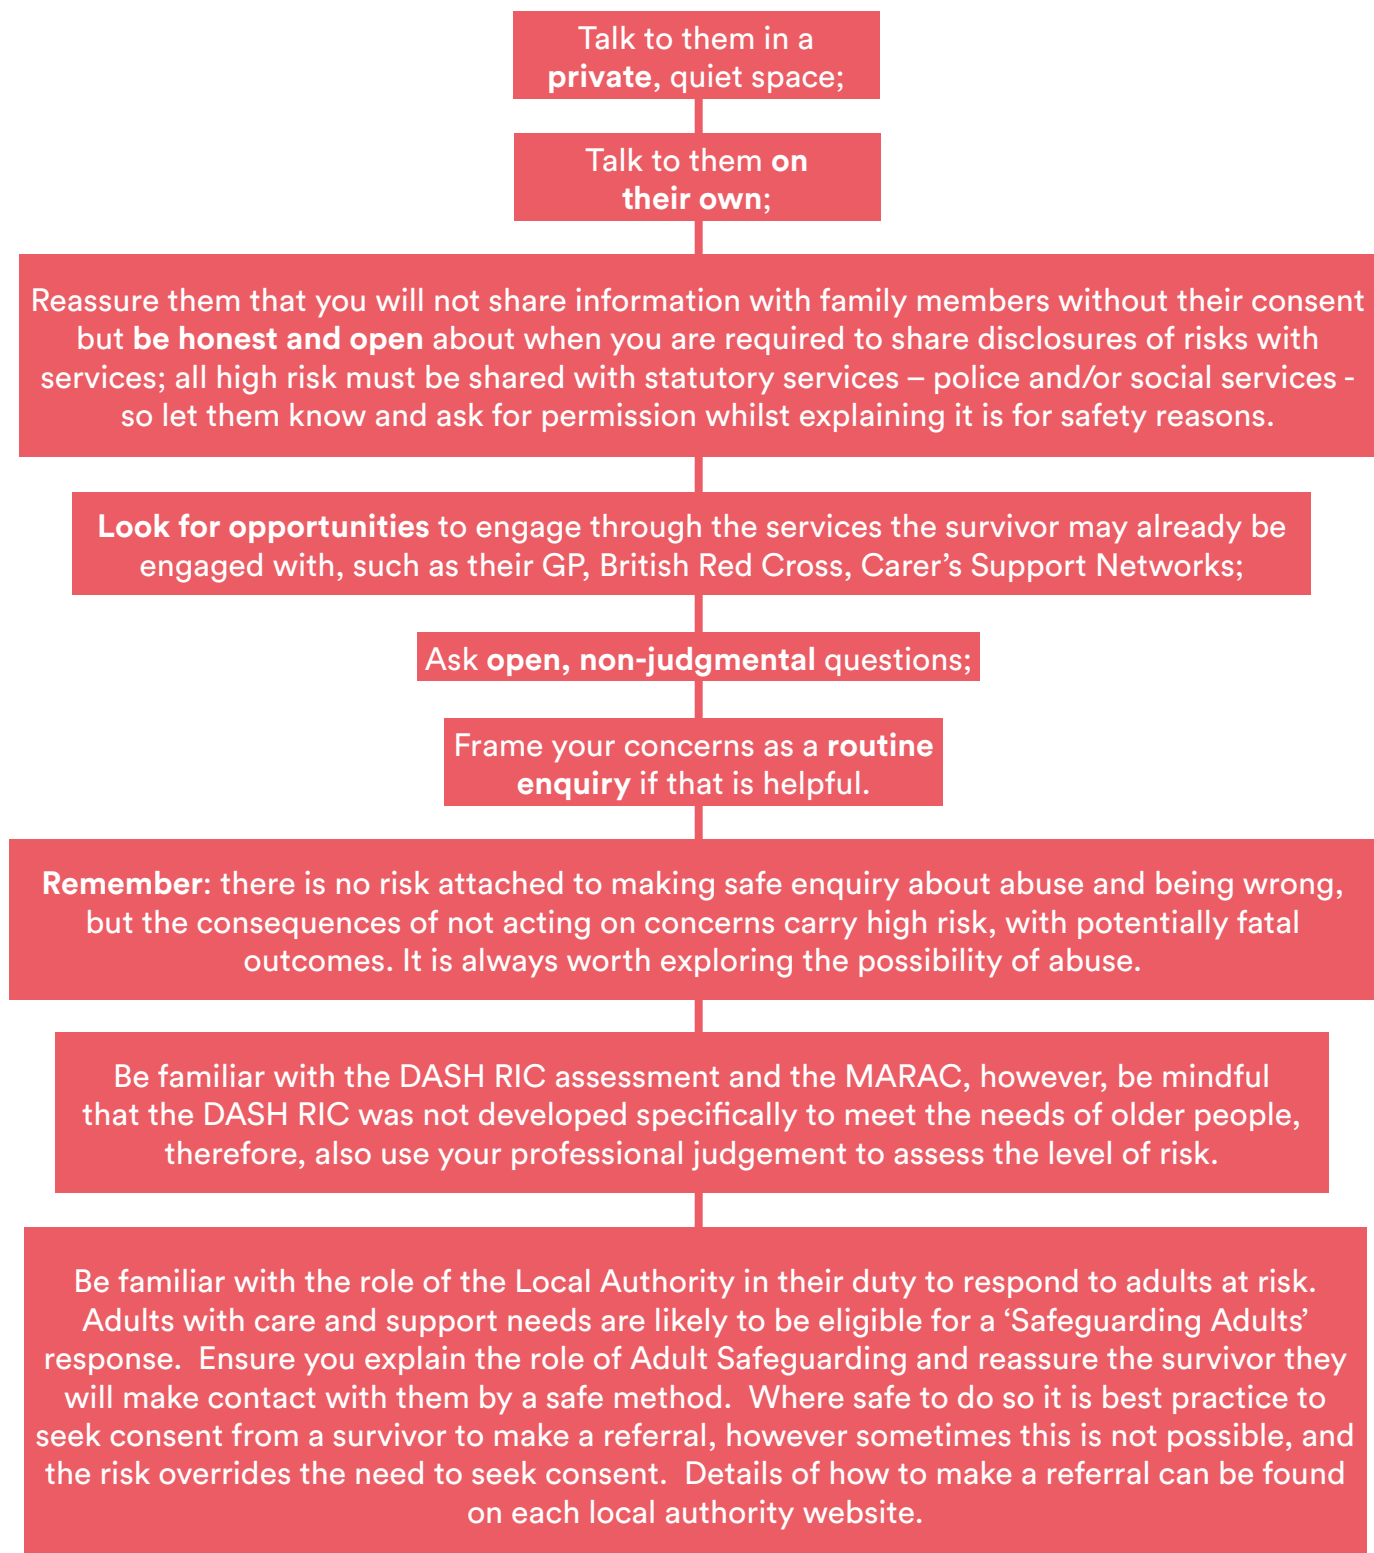 Talk to them in a
private, quiet space;
Talk to them on
their own;
Reassure them that you will not share information with family members without their consent
but be honest and open about when you are required to share disclosures of risks with
services; all high risk must be shared with statutory services – police and/or social services -
so let them know and ask for permission whilst explaining it is for safety reasons.
Look for opportunities to engage through the services the survivor may already be
engaged with, such as their GP, British Red Cross, Carer’s Support Networks;
Ask open, non-judgmental questions;
Frame your concerns as a routine
enquiry if that is helpful.
Remember: there is no risk attached to making safe enquiry about abuse and being wrong,
but the consequences of not acting on concerns carry high risk, with potentially fatal
outcomes. It is always worth exploring the possibility of abuse.
Be familiar with the DASH RIC assessment and the MARAC, however, be mindful
that the DASH RIC was not developed specifically to meet the needs of older people,
therefore, also use your professional judgement to assess the level of risk.
Be familiar with the role of the Local Authority in their duty to respond to adults at risk.
Adults with care and support needs are likely to be eligible for a ‘Safeguarding Adults’
response.  Ensure you explain the role of Adult Safeguarding and reassure the survivor they
will make contact with them by a safe method.  Where safe to do so it is best practice to
seek consent from a survivor to make a referral, however sometimes this is not possible, and
the risk overrides the need to seek consent.  Details of how to make a referral can be found
on each local authority website.